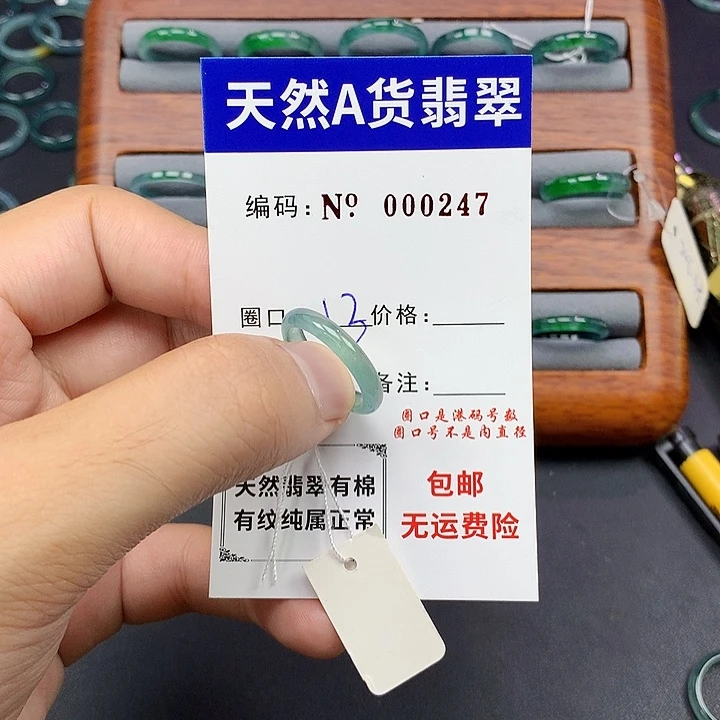 天然A货翡翠
编码:Nº 000247
圈口 13 价格:
备注:
圈口是港码号数
圈口号不是内直径
天然翡翠有棉
有纹纯属正常
包邮
无运费险